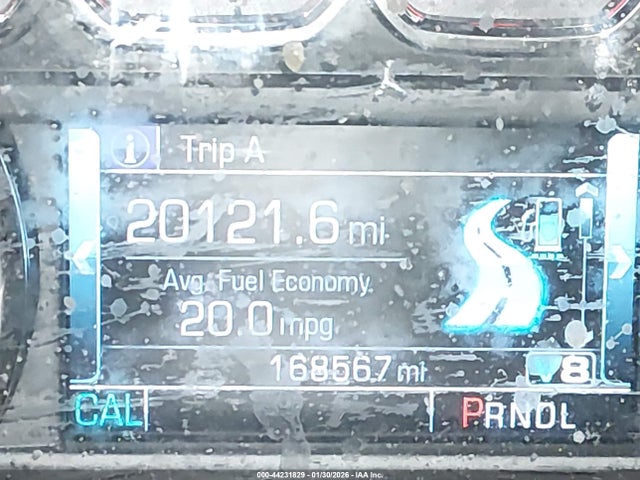 i Trip A
20121.6 mi
Avg. Fuel Economy
20.0 mpg
168567 mi
8
CAL
PRNDL
000-44231829 - 01/30/2026 - IAA Inc.